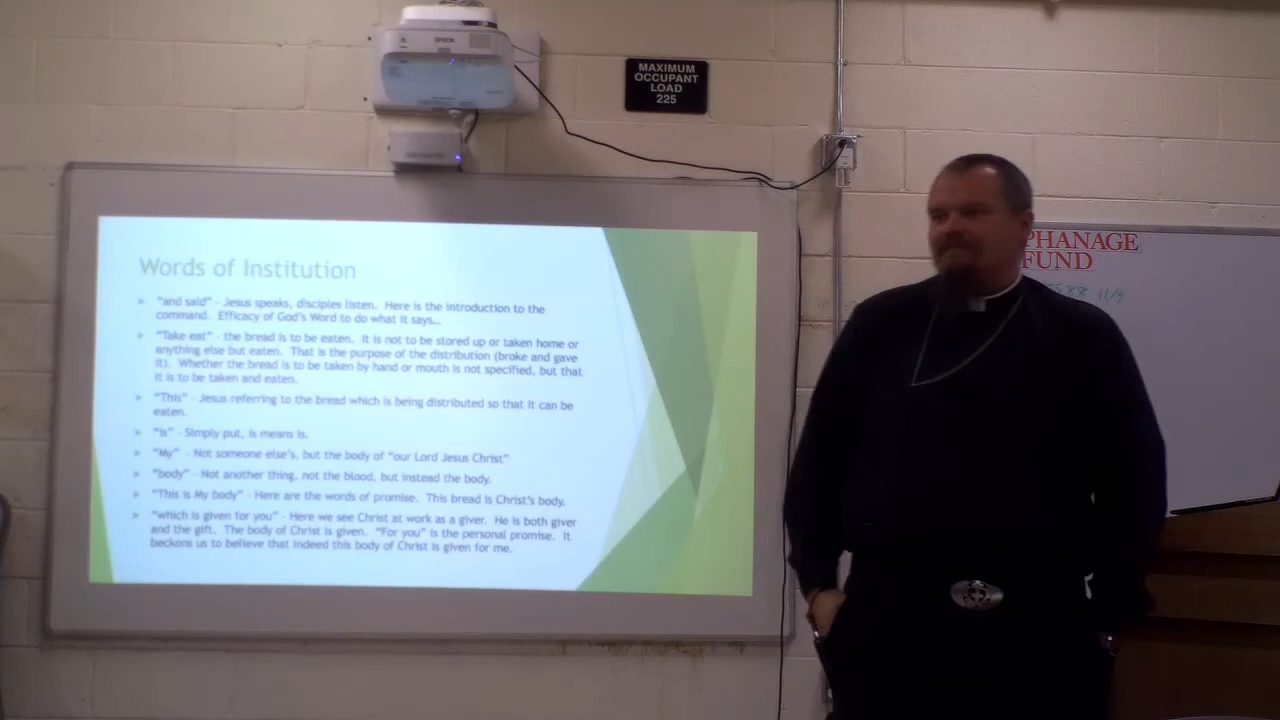 EPSON
MAXIMUM
OCCUPANT
LOAD
225
PHANAGE
FUND
Words of Institution
"and said" - Jesus speaks, disciples listen. Here is the introduction to the
command. Efficacy of God's Word to do what it says...
"Take eat" - the bread is to be eaten. It is not to be stored up or taken home or
anything else but eaten. That is the purpose of the distribution (broke and gave
it). Whether the bread is to be taken by hand or mouth is not specified, but that
it is to be taken and eaten.
"This" - Jesus referring to the bread which is being distributed so that it can be
eaten.
"is" - Simply put, is means is.
"My" - Not someone else's, but the body of "our Lord Jesus Christ"
"body" - Not another thing, not the blood, but instead the body.
"This is My body" - Here are the words of promise. This bread is Christ's body.
"which is given for you" - Here we see Christ at work as a giver. He is both giver
and the gift. The body of Christ is given. "For you" is the personal promise. It
beckons us to believe that indeed this body of Christ is given for me.